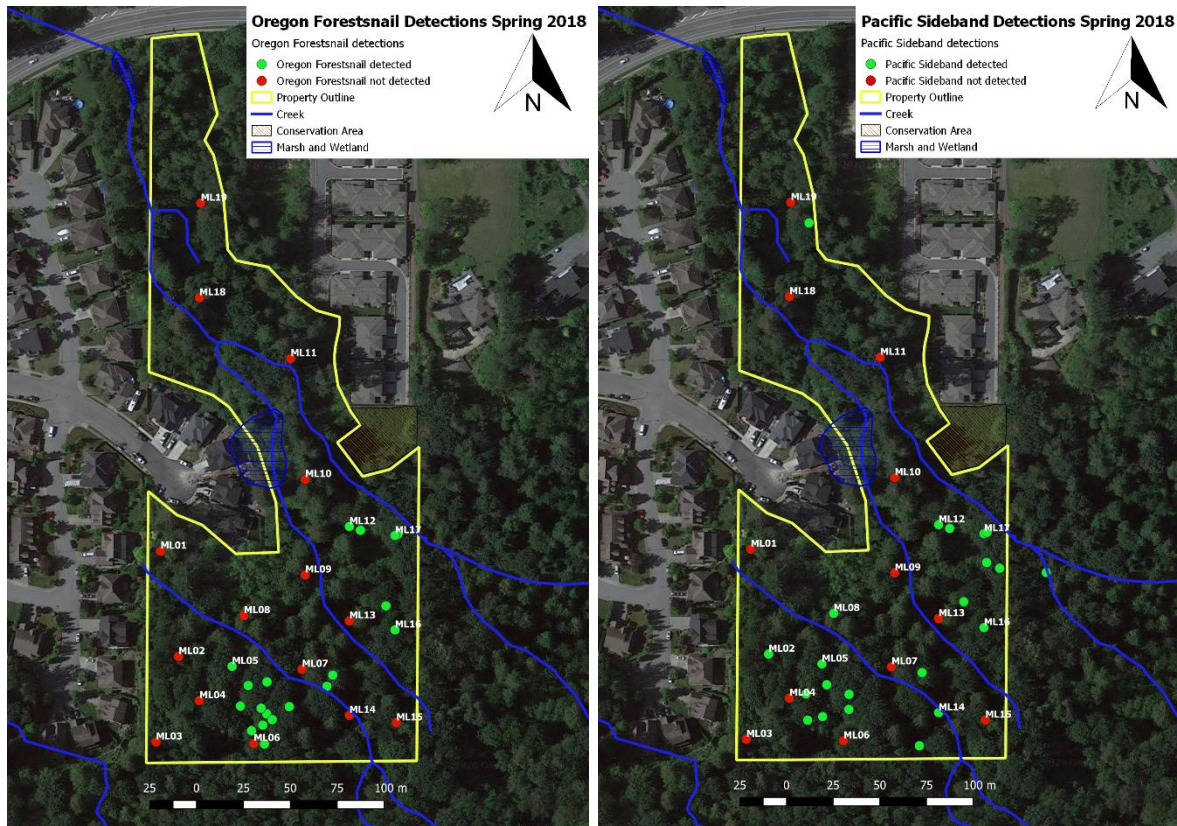 Oregon Forestsnail Detections Spring 2018
Oregon Forestsnail detections
Oregon Forestsnail detected
Oregon Forestsnail not detected
Property Outline
Creek
Conservation Area
Marsh and Wetland
N
ML19
ML18
ML11
ML10
ML12
ML17
ML01
ML09
ML08
ML13
ML16
ML02
ML05
ML07
ML04
ML14
ML15
ML03
ML06
25 0 25 50 75 100 m
Pacific Sideband Detections Spring 2018
Pacific Sideband detections
Pacific Sideband detected
Pacific Sideband not detected
Property Outline
Creek
Conservation Area
Marsh and Wetland
N
ML19
ML18
ML11
ML10
ML12
ML17
ML01
ML09
ML08
ML13
ML16
ML02
ML05
ML07
ML04
ML14
ML15
ML03
ML06
25 0 25 50 75 100 m